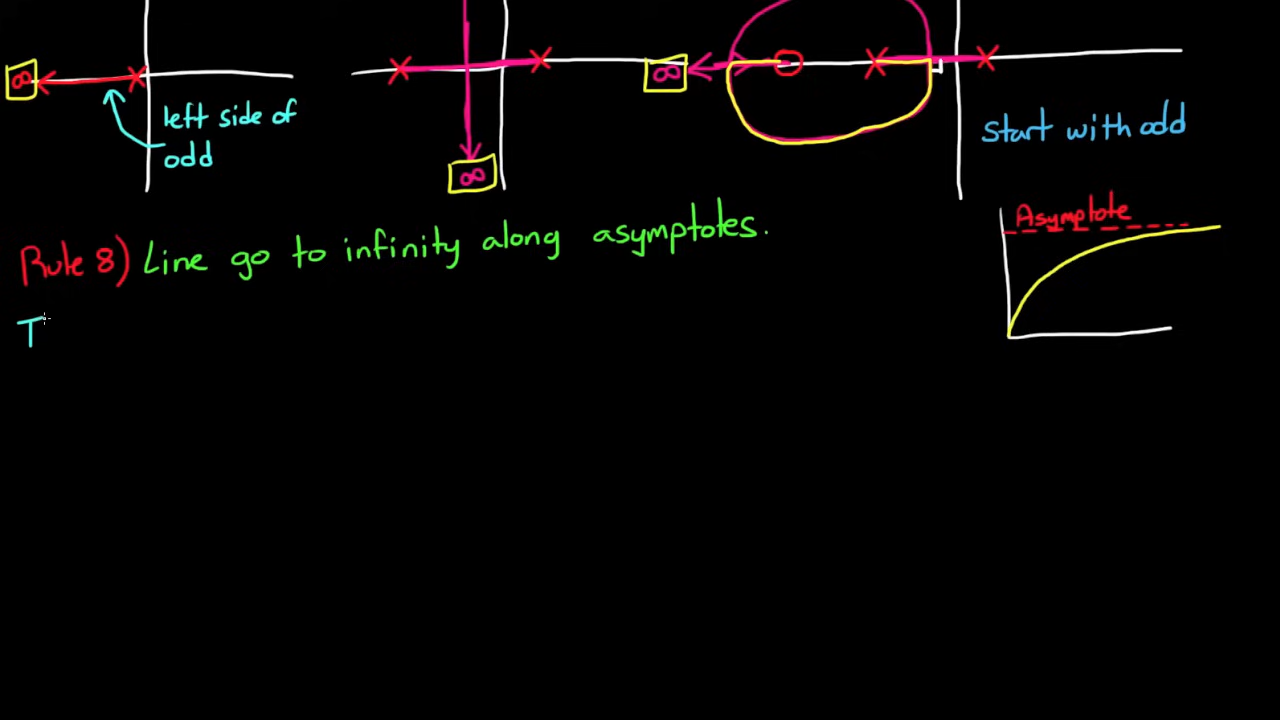 ∞
∞
∞
left side of
odd
start with odd
Asymptote
Rule 8) Line go to infinity along asymptotes.
T